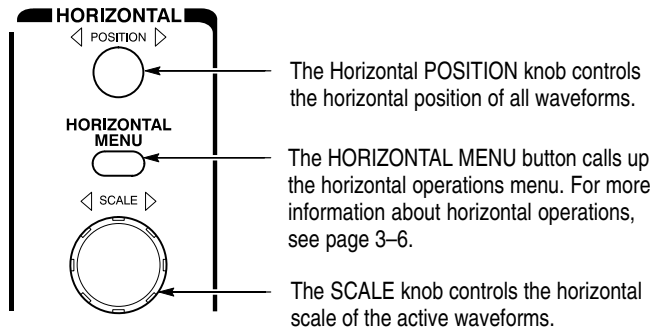 HORIZONTAL
POSITION
The Horizontal POSITION knob controls
the horizontal position of all waveforms.
HORIZONTAL
MENU
The HORIZONTAL MENU button calls up
the horizontal operations menu. For more
information about horizontal operations,
see page 3–6.
SCALE
The SCALE knob controls the horizontal
scale of the active waveforms.